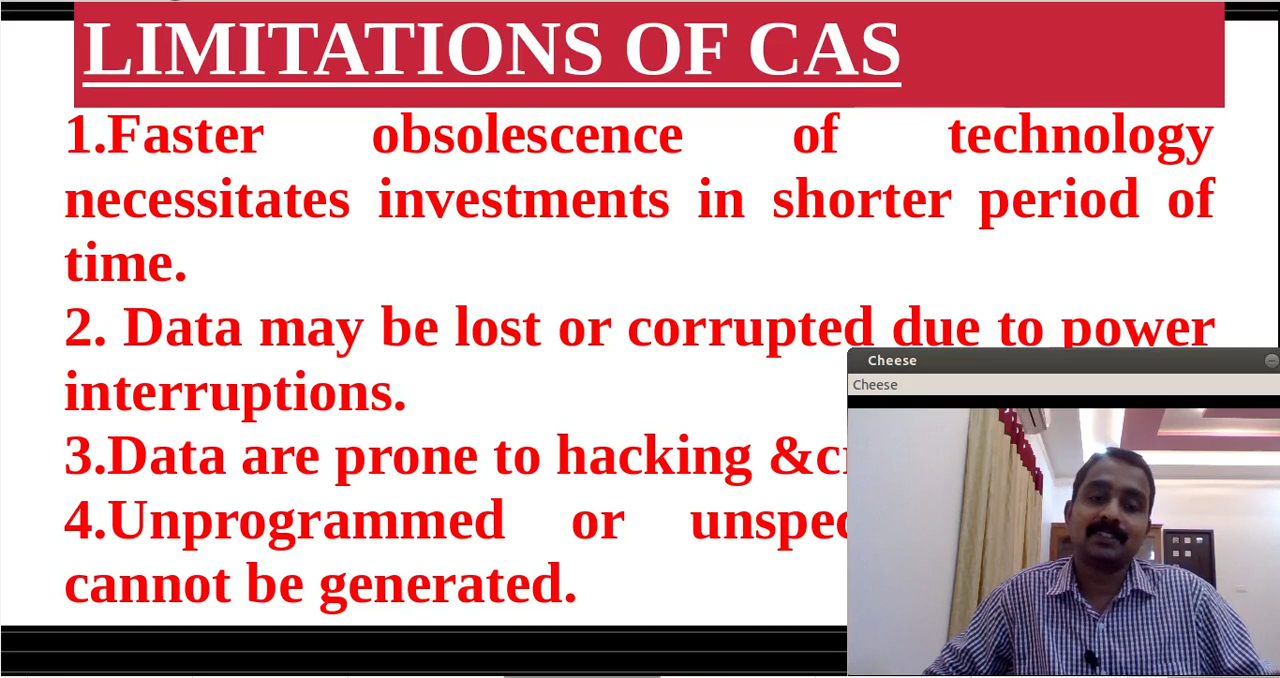 LIMITATIONS OF CAS
1.Faster obsolescence of technology
necessitates investments in shorter period of
time.
2. Data may be lost or corrupted due to power
interruptions.
3.Data are prone to hacking &
4.Unprogrammed or
cannot be generated.
Cheese
Cheese